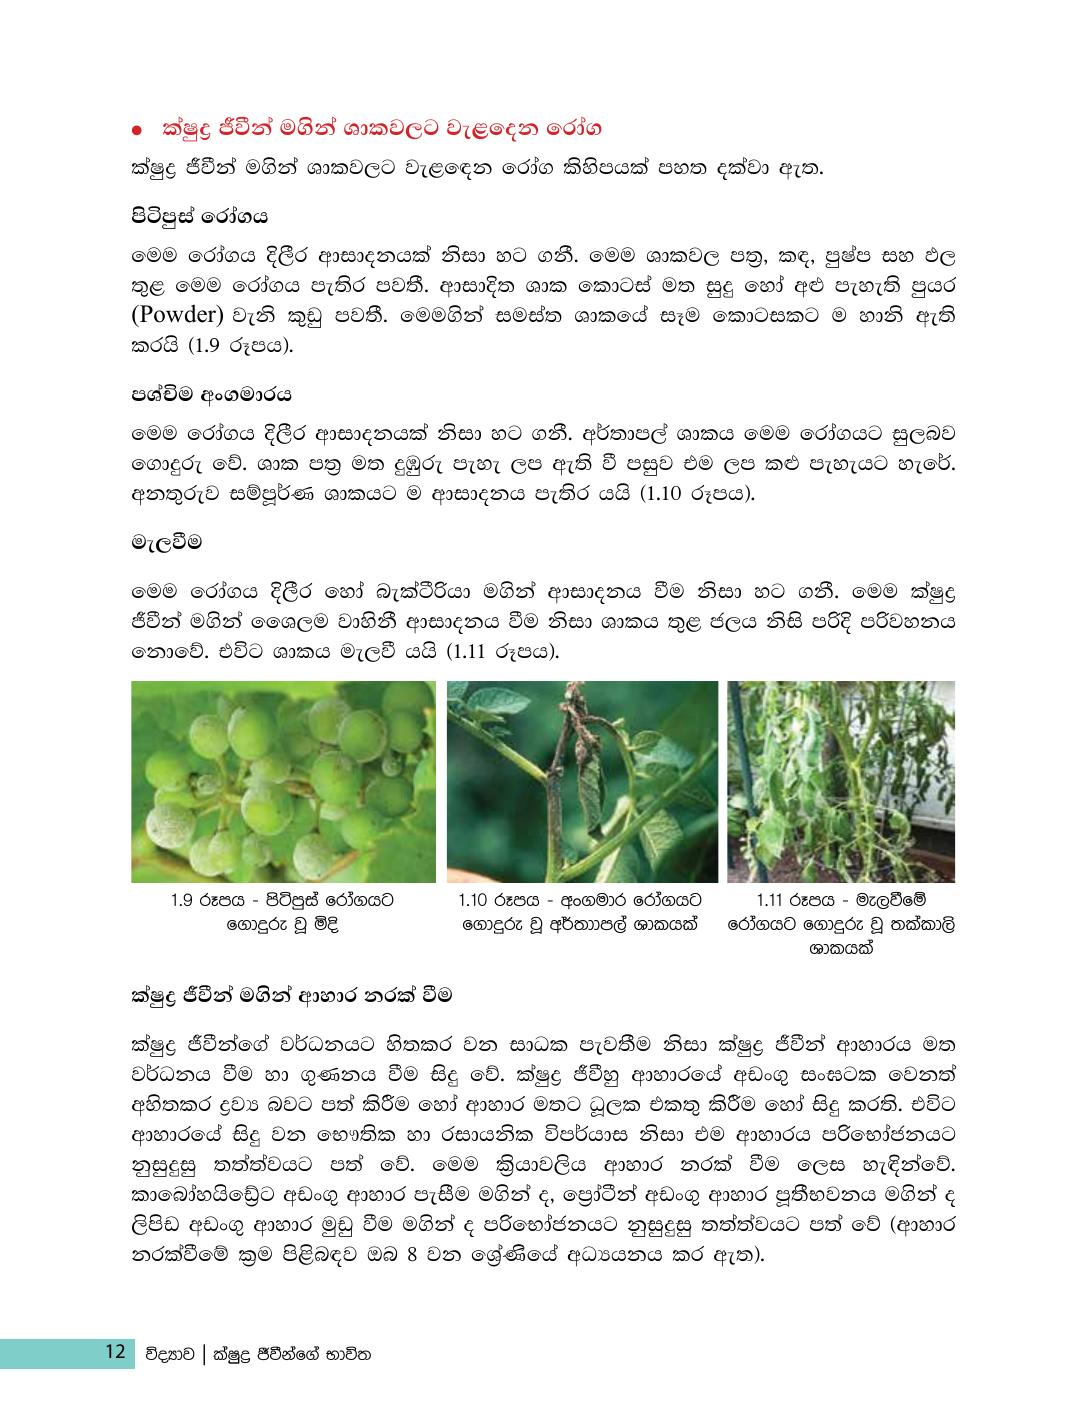 • ක්ෂුද්‍ර ජීවීන් මගින් ශාකවලට වැළදෙන රෝග
ක්ෂුද්‍ර ජීවීන් මගින් ශාකවලට වැළඳෙන රෝග කිහිපයක් පහත දක්වා ඇත.
පිටිපුස් රෝගය
මෙම රෝගය දිලීර ආසාදනයක් නිසා හට ගනී. මෙම ශාකවල පත්‍ර, කඳ, පුෂ්ප සහ ඵල
තුළ මෙම රෝගය පැතිර පවතී. ආසාදිත ශාක කොටස් මත සුදු හෝ අළු පැහැති පුයර
(Powder) වැනි කුඩු පවතී. මෙමගින් සමස්ත ශාකයේ සෑම කොටසකට ම හානි ඇති
කරයි (1.9 රූපය).
පශ්චිම අංගමාරය
මෙම රෝගය දිලීර ආසාදනයක් නිසා හට ගනී. අර්තාපල් ශාකය මෙම රෝගයට සුලබව
ගොදුරු වේ. ශාක පත්‍ර මත දුඹුරු පැහැ ලප ඇති වී පසුව එම ලප කළු පැහැයට හැරේ.
අනතුරුව සම්පූර්ණ ශාකයට ම ආසාදනය පැතිර යයි (1.10 රූපය).
මැලවීම
මෙම රෝගය දිලීර හෝ බැක්ටීරියා මගින් ආසාදනය වීම නිසා හට ගනී. මෙම ක්ෂුද්‍ර
ජීවීන් මගින් ශෛලම වාහිනී ආසාදනය වීම නිසා ශාකය තුළ ජලය නිසි පරිදි පරිවහනය
නොවේ. එවිට ශාකය මැලවී යයි (1.11 රූපය).
1.9 රූපය - පිටිපුස් රෝගයට
ගොදුරු වූ මිදි
1.10 රූපය - අංගමාර රෝගයට
ගොදුරු වූ අර්තාාපල් ශාකයක්
1.11 රූපය - මැලවීමේ
රෝගයට ගොදුරු වූ තක්කාලි
ශාකයක්
ක්ෂුද්‍ර ජීවීන් මගින් ආහාර නරක් වීම
ක්ෂුද්‍ර ජීවීන්ගේ වර්ධනයට හිතකර වන සාධක පැවතීම නිසා ක්ෂුද්‍ර ජීවීන් ආහාරය මත
වර්ධනය වීම හා ගුණනය වීම සිදු වේ. ක්ෂුද්‍ර ජීවීහු ආහාරයේ අඩංගු සංඝටක වෙනත්
අහිතකර ද්‍රව්‍ය බවට පත් කිරීම හෝ ආහාර මතට ධූලක එකතු කිරීම හෝ සිදු කරති. එවිට
ආහාරයේ සිදු වන භෞතික හා රසායනික විපර්යාස නිසා එම ආහාරය පරිභෝජනයට
නුසුදුසු තත්ත්වයට පත් වේ. මෙම ක්‍රියාවලිය ආහාර නරක් වීම ලෙස හැඳින්වේ.
කාබෝහයිඩ්‍රේට අඩංගු ආහාර පැසීම මගින් ද, ප්‍රෝටීන් අඩංගු ආහාර පූතීභවනය මගින් ද
ලිපිඩ අඩංගු ආහාර මුඩු වීම මගින් ද පරිභෝජනයට නුසුදුසු තත්ත්වයට පත් වේ (ආහාර
නරක්වීමේ ක්‍රම පිළිබඳව ඔබ 8 වන ශ්‍රේණියේ අධ්‍යයනය කර ඇත).
12 විද්‍යාව | ක්ෂුද්‍ර ජීවීන්ගේ භාවිත